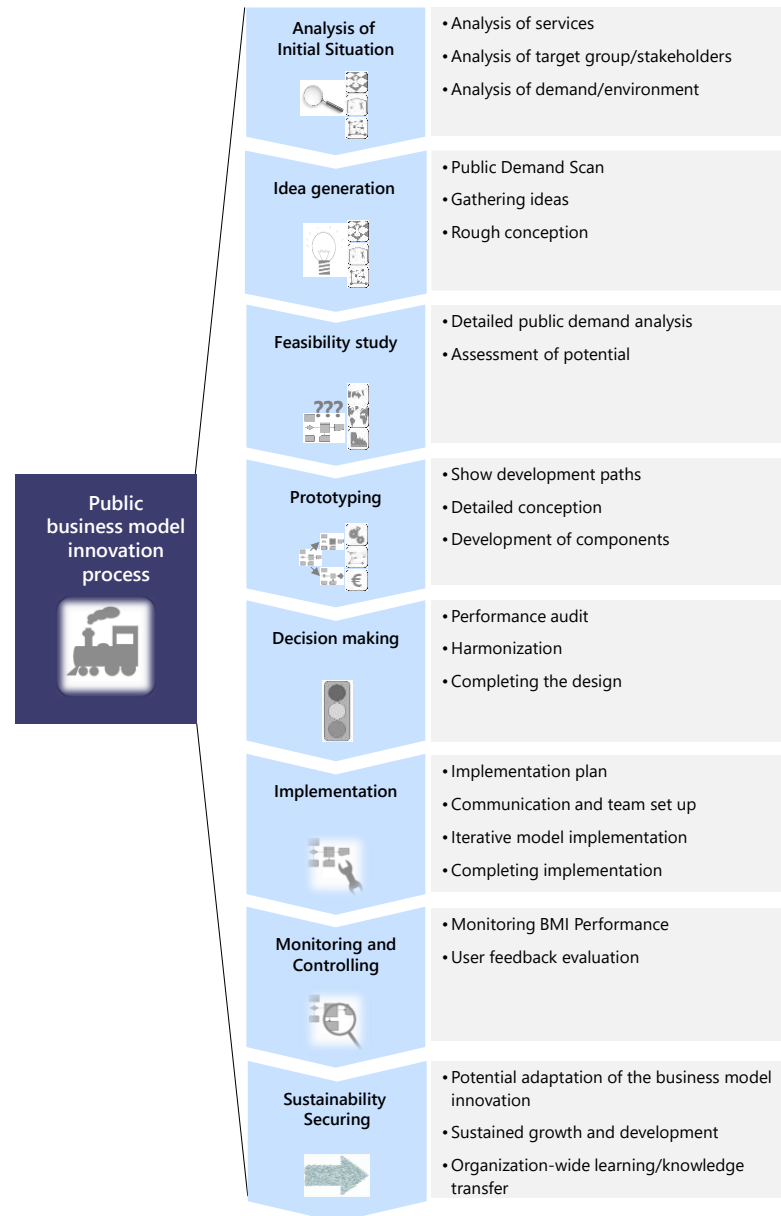 Public
business model
innovation
process
Analysis of
Initial Situation
• Analysis of services
• Analysis of target group/stakeholders
• Analysis of demand/environment
Idea generation
• Public Demand Scan
• Gathering ideas
• Rough conception
Feasibility study
???
• Detailed public demand analysis
• Assessment of potential
Prototyping
€
• Show development paths
• Detailed conception
• Development of components
Decision making
• Performance audit
• Harmonization
• Completing the design
Implementation
• Implementation plan
• Communication and team set up
• Iterative model implementation
• Completing implementation
Monitoring and
Controlling
• Monitoring BMI Performance
• User feedback evaluation
Sustainability
Securing
• Potential adaptation of the business model
innovation
• Sustained growth and development
• Organization-wide learning/knowledge
transfer